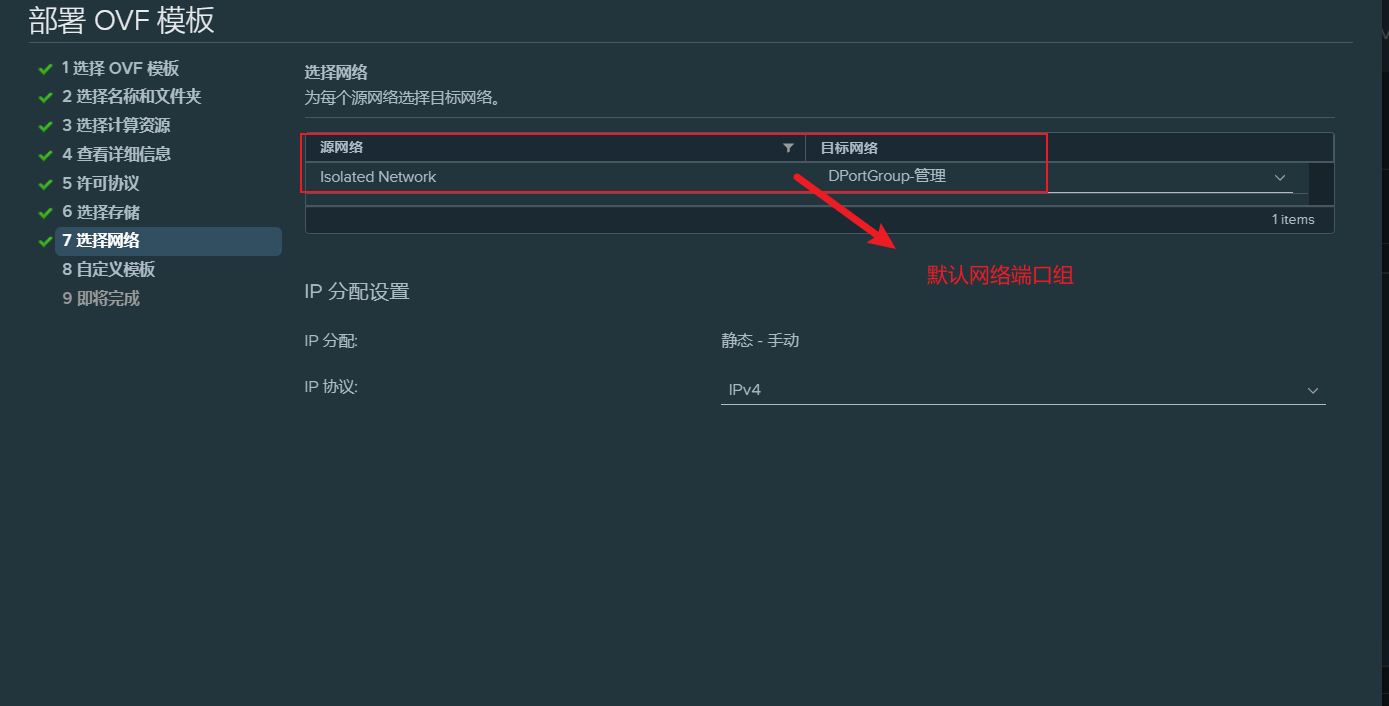 部署 OVF 模板
1 选择 OVF 模板
2 选择名称和文件夹
3 选择计算资源
4 查看详细信息
5 许可协议
6 选择存储
7 选择网络
8 自定义模板
9 即将完成
选择网络
为每个源网络选择目标网络。
源网络 目标网络
Isolated Network DPortGroup-管理
1 items
默认网络端口组
IP 分配设置
IP 分配: 静态 - 手动
IP 协议: IPv4